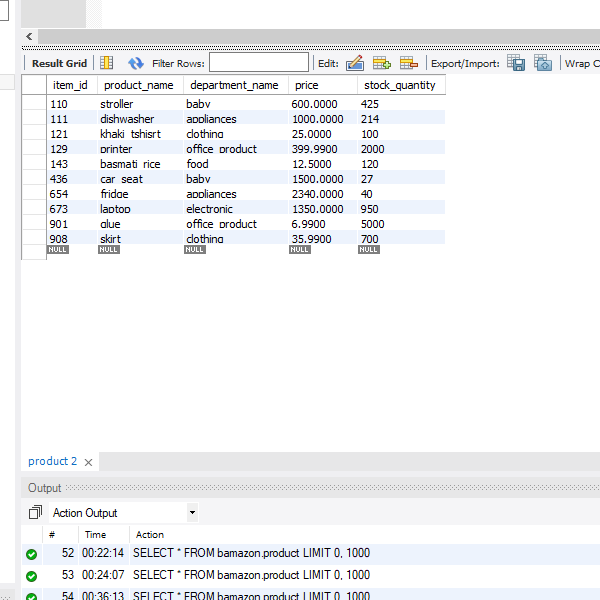 Result Grid Filter Rows: Edit: Export/Import: Wrap C
item_id product_name department_name price stock_quantity
110 stroller baby 600.0000 425
111 dishwasher appliances 1000.0000 214
121 khaki tshisrt clothing 25.0000 100
129 printer office product 399.9900 2000
143 basmati rice food 12.5000 120
436 car seat baby 1500.0000 27
654 fridge appliances 2340.0000 40
673 laptop electronic 1350.0000 950
901 glue office product 6.9900 5000
908 skirt clothing 35.9900 700
NULL NULL NULL NULL NULL
product 2
Output
Action Output
# Time Action
52 00:22:14 SELECT * FROM bamazon.product LIMIT 0, 1000
53 00:24:07 SELECT * FROM bamazon.product LIMIT 0, 1000
54 00:36:13 SELECT * FROM bamazon.product LIMIT 0, 1000